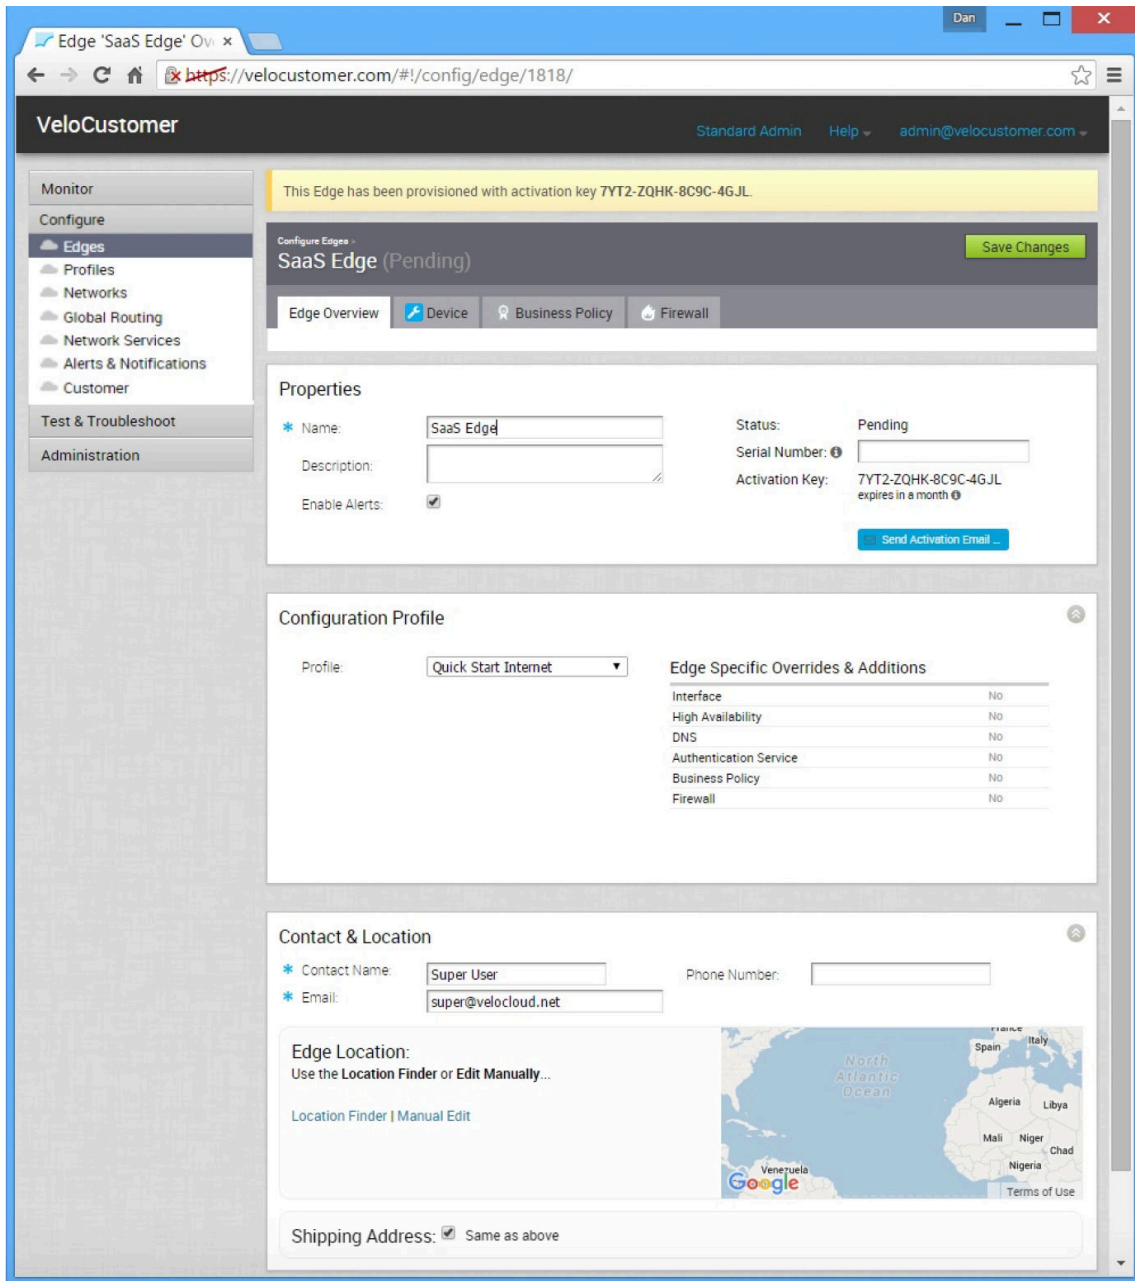 Dan
Edge 'SaaS Edge' Ov
https://velocustomer.com/#!/config/edge/1818/
VeloCustomer
Standard Admin Help admin@velocustomer.com
Monitor
Configure
Edges
Profiles
Networks
Global Routing
Network Services
Alerts & Notifications
Customer
Test & Troubleshoot
Administration
This Edge has been provisioned with activation key 7YT2-ZQHK-8C9C-4GJL.
Configure Edges >
SaaS Edge (Pending)
Save Changes
Edge Overview Device Business Policy Firewall
Properties
* Name: SaaS Edge
Description:
Enable Alerts:
Status: Pending
Serial Number:
Activation Key: 7YT2-ZQHK-8C9C-4GJL
expires in a month
Send Activation Email ...
Configuration Profile
Profile: Quick Start Internet
Edge Specific Overrides & Additions
Interface No
High Availability No
DNS No
Authentication Service No
Business Policy No
Firewall No
Contact & Location
* Contact Name: Super User
Phone Number:
* Email: super@velocloud.net
Edge Location:
Use the Location Finder or Edit Manually...
Location Finder | Manual Edit
North
Atlantic
Ocean
France
Spain
Italy
Algeria
Libya
Mali
Niger
Chad
Nigeria
Venezuela
Google
Terms of Use
Shipping Address: Same as above